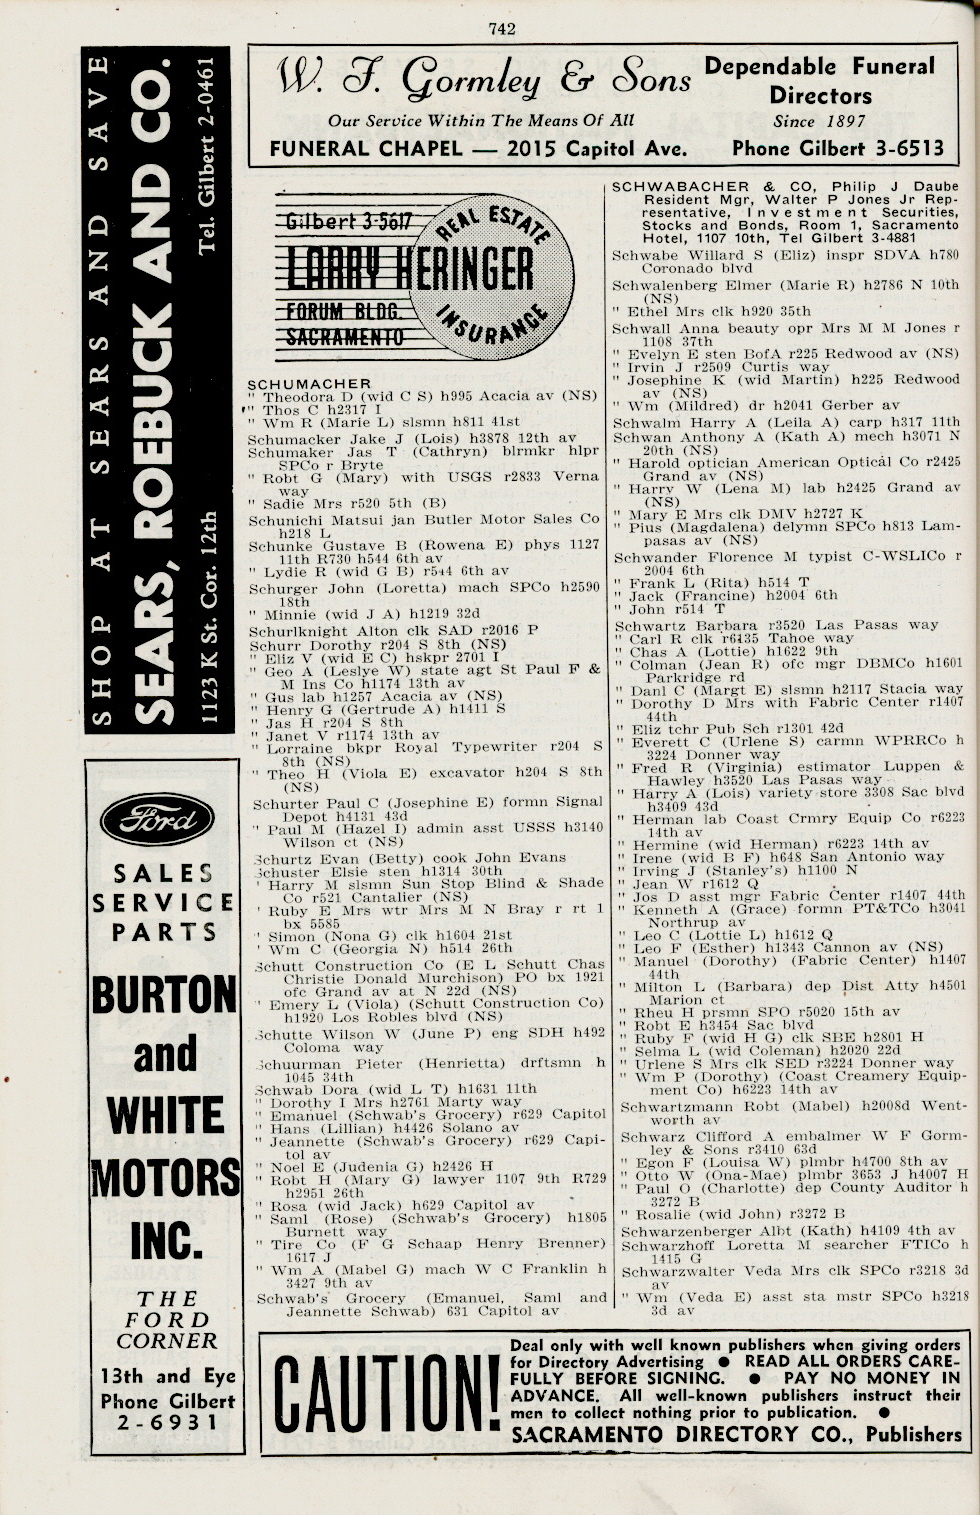 742
SHOP AT SEARS AND SAVE
SEARS, ROEBUCK AND CO.
1123 K St. Cor. 12th Tel. Gilbert 2-0461
Ford
SALES
SERVICE
PARTS
BURTON
and
WHITE
MOTORS
INC.
THE
FORD
CORNER
13th and Eye
Phone Gilbert
2-6931
W. F. Gormley & Sons
Our Service Within The Means Of All
FUNERAL CHAPEL — 2015 Capitol Ave.
Dependable Funeral
Directors
Since 1897
Phone Gilbert 3-6513
Gilbert 3-5617
LARRY HERINGER
FORUM BLDG.
SACRAMENTO
REAL ESTATE
INSURANCE
SCHUMACHER
" Theodora D (wid C S) h995 Acacia av (NS)
" Thos C h2317 I
" Wm R (Marie L) slsmn h811 41st
Schumacker Jake J (Lois) h3878 12th av
Schumaker Jas T (Cathryn) blrmkr hlpr
SPCo r Bryte
" Robt G (Mary) with USGS r2833 Verna
way
" Sadie Mrs r520 5th (B)
Schunichi Matsui jan Butler Motor Sales Co
h218 L
Schunke Gustave B (Rowena E) phys 1127
11th R730 h544 6th av
" Lydie R (wid G B) r544 6th av
Schurger John (Loretta) mach SPCo h2590
18th
" Minnie (wid J A) h1219 32d
Schurlknight Alton clk SAD r2016 P
Schurr Dorothy r204 S 8th (NS)
" Eliz V (wid E C) hskpr 2701 I
" Geo A (Leslye W) state agt St Paul F &
M Ins Co h1174 13th av
" Gus lab h1257 Acacia av (NS)
" Henry G (Gertrude A) h1411 S
" Jas H r204 S 8th
" Janet V r1174 13th av
" Lorraine bkpr Royal Typewriter r204 S
8th (NS)
" Theo H (Viola E) excavator h204 S 8th
(NS)
Schurter Paul C (Josephine E) formn Signal
Depot h4131 43d
" Paul M (Hazel I) admin asst USSS h3140
Wilson ct (NS)
Schurtz Evan (Betty) cook John Evans
Schuster Elsie sten h1314 30th
" Harry M slsmn Sun Stop Blind & Shade
Co r521 Cantalier (NS)
" Ruby E Mrs wtr Mrs M N Bray r rt 1
bx 5585
" Simon (Nona G) clk h1604 21st
" Wm C (Georgia N) h514 26th
Schutt Construction Co (E L Schutt Chas
Christie Donald Murchison) PO bx 1921
ofc Grand av at N 22d (NS)
" Emery L (Viola) (Schutt Construction Co)
h1920 Los Robles blvd (NS)
Schutte Wilson W (June P) eng SDH h492
Coloma way
Schuurman Pieter (Henrietta) drftsmn h
1045 34th
Schwab Dora (wid L T) h1631 11th
" Dorothy I Mrs h2761 Marty way
" Emanuel (Schwab's Grocery) r629 Capitol
" Hans (Lillian) h4426 Solano av
" Jeannette (Schwab's Grocery) r629 Capi-
tol av
" Noel E (Judenia G) h2426 H
" Robt H (Mary G) lawyer 1107 9th R729
h2951 26th
" Rosa (wid Jack) h629 Capitol av
" Saml (Rose) (Schwab's Grocery) h1805
Burnett way
" Tire Co (F G Schaap Henry Brenner)
1617 J
" Wm A (Mabel G) mach W C Franklin h
3427 9th av
Schwab's Grocery (Emanuel, Saml and
Jeannette Schwab) 631 Capitol av
SCHWABACHER & CO, Philip J Daube
Resident Mgr, Walter P Jones Jr Rep-
resentative, Investment Securities,
Stocks and Bonds, Room 1, Sacramento
Hotel, 1107 10th, Tel Gilbert 3-4881
Schwabe Willard S (Eliz) inspr SDVA h780
Coronado blvd
Schwalenberg Elmer (Marie R) h2786 N 10th
(NS)
" Ethel Mrs clk h920 35th
Schwall Anna beauty opr Mrs M M Jones r
1108 37th
" Evelyn E sten BofA r225 Redwood av (NS)
" Irvin J r2509 Curtis way
" Josephine K (wid Martin) h225 Redwood
av (NS)
" Wm (Mildred) dr h2041 Gerber av
Schwalm Harry A (Leila A) carp h317 11th
Schwan Anthony A (Kath A) mech h3071 N
20th (NS)
" Harold optician American Optical Co r2425
Grand av (NS)
" Harry W (Lena M) lab h2425 Grand av
(NS)
" Mary E Mrs clk DMV h2727 K
" Pius (Magdalena) delymn SPCo h813 Lam-
pasas av (NS)
Schwander Florence M typist C-WSLICo r
2004 6th
" Frank L (Rita) h514 T
" Jack (Francine) h2004 6th
" John r514 T
Schwartz Barbara r3520 Las Pasas way
" Carl R clk r6135 Tahoe way
" Chas A (Lottie) h1622 9th
" Colman (Jean R) ofc mgr DBMCo h1601
Parkridge rd
" Danl C (Margt E) slsmn h2117 Stacia way
" Dorothy D Mrs with Fabric Center r1407
44th
" Eliz tchr Pub Sch r1301 42d
" Everett C (Urlene S) carmn WPRRCo h
3224 Donner way
" Fred R (Virginia) estimator Luppen &
Hawley h3520 Las Pasas way
" Harry A (Lois) variety store 3308 Sac blvd
h3409 43d
" Herman lab Coast Crmry Equip Co r6223
14th av
" Hermine (wid Herman) r6223 14th av
" Irene (wid B F) h648 San Antonio way
" Irving J (Stanley's) h1100 N
" Jean W r1612 Q
" Jos D asst mgr Fabric Center r1407 44th
" Kenneth A (Grace) formn PT&TCo h3041
Northrup av
" Leo C (Lottie L) h1612 Q
" Leo F (Esther) h1343 Cannon av (NS)
" Manuel (Dorothy) (Fabric Center) h1407
44th
" Milton L (Barbara) dep Dist Atty h4501
Marion ct
" Rheu H prsmn SPO r5020 15th av
" Robt E h3454 Sac blvd
" Ruby F (wid H G) clk SBE h2801 H
" Selma L (wid Coleman) h2020 22d
" Urlene S Mrs clk SED r3224 Donner way
" Wm P (Dorothy) (Coast Creamery Equip-
ment Co) h6223 14th av
Schwartzmann Robt (Mabel) h2008d Went-
worth av
Schwarz Clifford A embalmer W F Gorm-
ley & Sons r3410 63d
" Egon F (Louisa W) plmbr h4700 8th av
" Otto W (Ona-Mae) plmbr 3653 J h4007 H
" Paul O (Charlotte) dep County Auditor h
3272 B
" Rosalie (wid John) r3272 B
Schwarzenberger Albt (Kath) h4109 4th av
Schwarzhoff Loretta M searcher FTICo h
1415 G
Schwarzwalter Veda Mrs clk SPCo r3218 3d
av
" Wm (Veda E) asst sta mstr SPCo h3218
3d av
CAUTION!
Deal only with well known publishers when giving orders
for Directory Advertising ● READ ALL ORDERS CARE-
FULLY BEFORE SIGNING. ● PAY NO MONEY IN
ADVANCE. All well-known publishers instruct their
men to collect nothing prior to publication. ●
SACRAMENTO DIRECTORY CO., Publishers